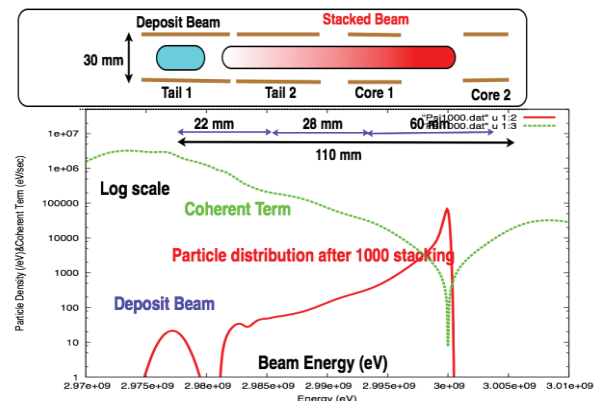 Deposit Beam
Stacked Beam
30 mm
Tail 1
Tail 2
Core 1
Core 2
22 mm
28 mm
60 mm
110 mm
"Psi1000.dat" u 1:2
000.dat" u 1:3
Log scale
Coherent Term
Particle distribution after 1000 stacking
Deposit Beam
Beam Energy (eV)
Particle Density (/eV)&Coherent Term (eV/sec)
1e+07
1e+06
100000
10000
1000
100
10
1
2.97e+09
2.975e+09
2.98e+09
2.985e+09
2.99e+09
2.995e+09
3e+09
3.005e+09
3.01e+09
Energy (eV)